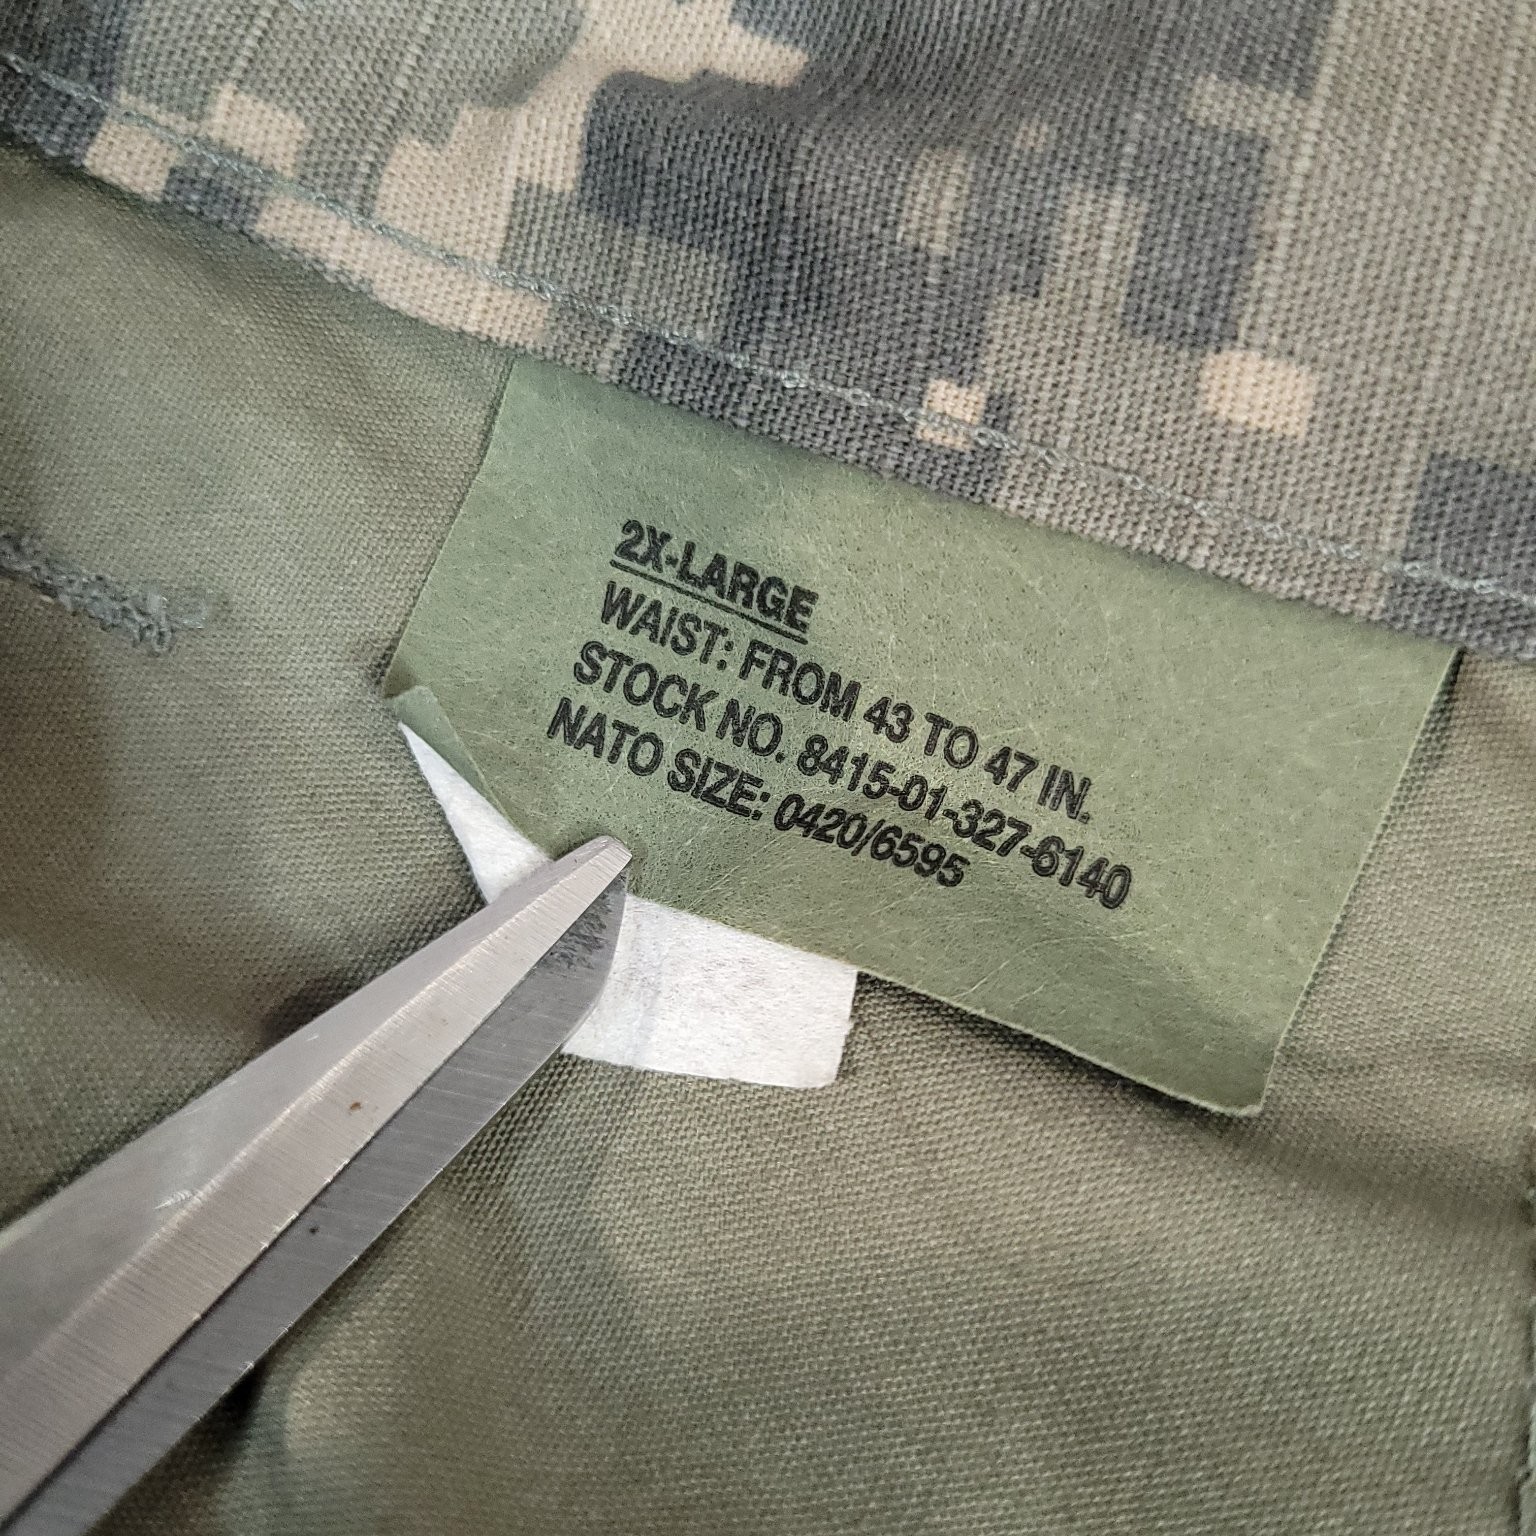 2X-LARGE
WAIST: FROM 43 TO 47 IN.
STOCK NO. 8415-01-327-6140
NATO SIZE: 0420/6595